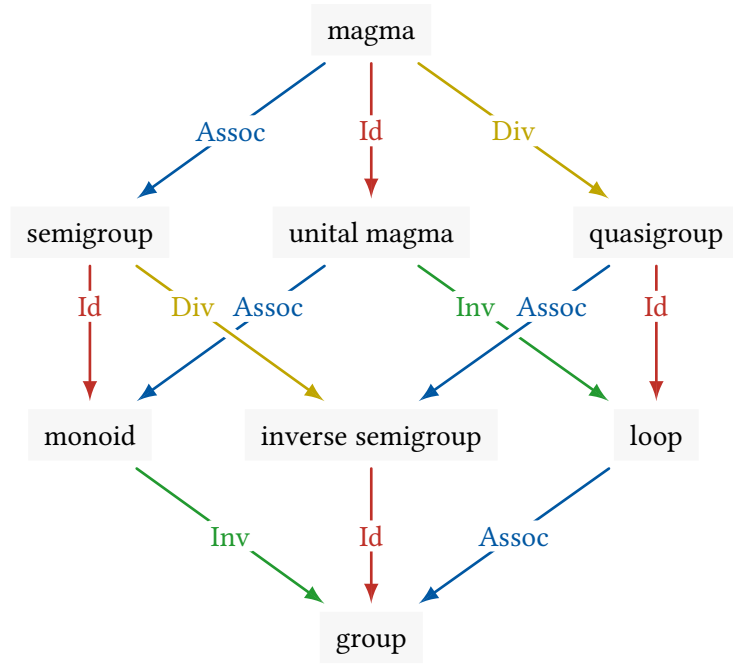 magma
Assoc Id Div
semigroup unital magma quasigroup
Id Div Assoc Inv Assoc Id
monoid inverse semigroup loop
Inv Id Assoc
group